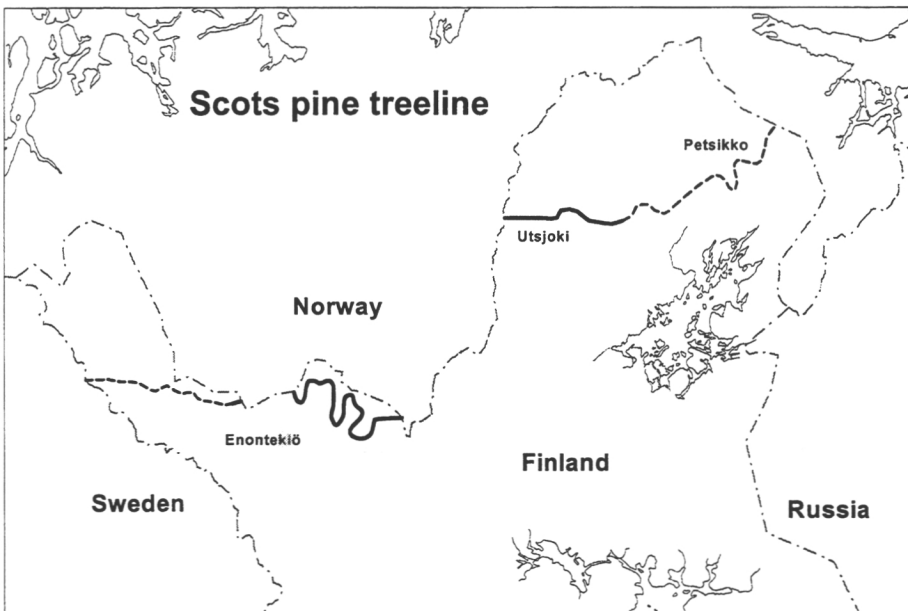 Scots pine treeline
Petsikko
Utsjoki
Norway
Enontekiö
Finland
Sweden
Russia